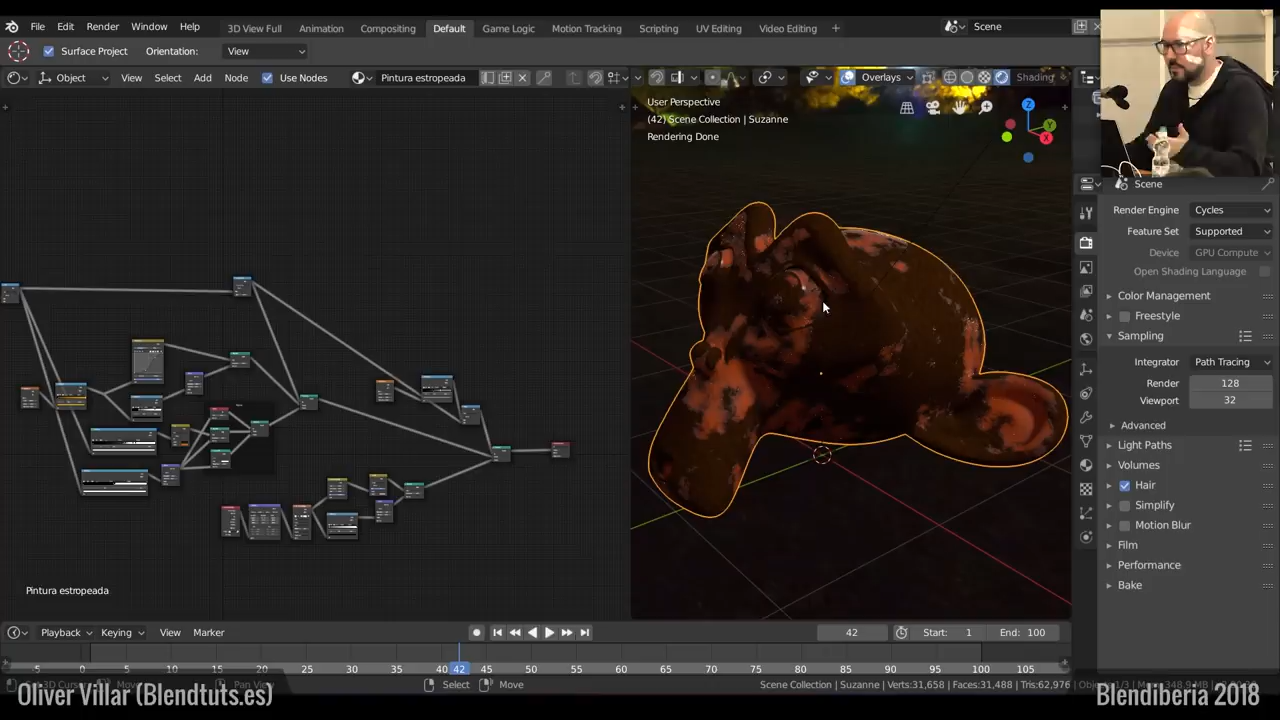 File Edit Render Window Help
3D View Full Animation Compositing Default Game Logic Motion Tracking Scripting UV Editing Video Editing +
Scene
Surface Project Orientation: View
Object View Select Add Node Use Nodes Pintura estropeada
Overlays Shading
User Perspective
(42) Scene Collection | Suzanne
Rendering Done
Z
Y
X
Scene
Render Engine Cycles
Feature Set Supported
Device GPU Compute
Open Shading Language
Color Management
Freestyle
Sampling
Integrator Path Tracing
Render 128
Viewport 32
Advanced
Light Paths
Volumes
Hair
Simplify
Motion Blur
Film
Performance
Bake
Pintura estropeada
Playback Keying View Marker
42 Start: 1 End: 100
-5 1 10 15 20 25 30 35 40 42 45 50 55 60 65 70 75 80 85 90 95 100 105
3D Cursor Pan View Select Move
Scene Collection | Suzanne | Verts:31,658 | Faces:31,488 | Tris:62,976 |
Oliver Villar (Blendtuts.es)
Blendiberia 2018